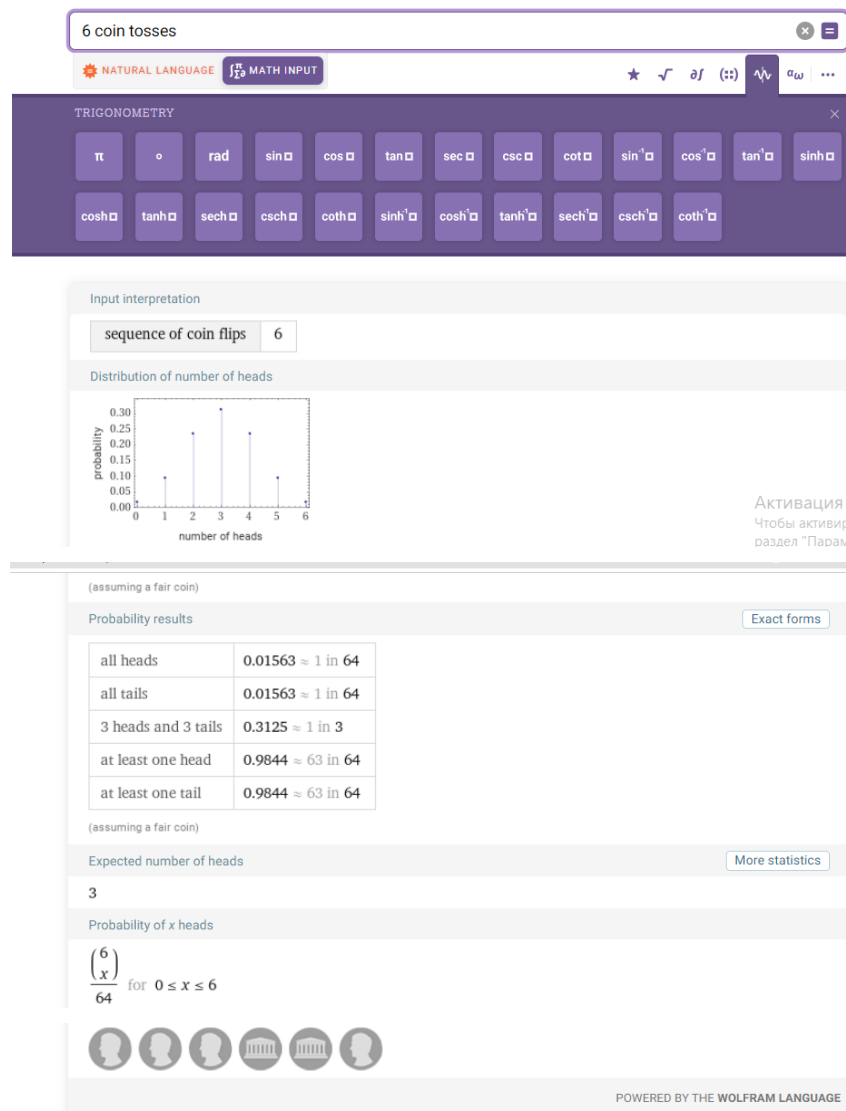 6 coin tosses
NATURAL LANGUAGE
MATH INPUT
TRIGONOMETRY
π ° rad sin cos tan sec csc cot sin⁻¹ cos⁻¹ tan⁻¹ sinh
cosh tanh sech csch coth sinh⁻¹ cosh⁻¹ tanh⁻¹ sech⁻¹ csch⁻¹ coth⁻¹
Input interpretation
sequence of coin flips 6
Distribution of number of heads
probability
0.30
0.25
0.20
0.15
0.10
0.05
0.00
0 1 2 3 4 5 6
number of heads
Активация
раздел "Парам
(assuming a fair coin)
Probability results
Exact forms
all heads 0.01563 ≈ 1 in 64
all tails 0.01563 ≈ 1 in 64
3 heads and 3 tails 0.3125 ≈ 1 in 3
at least one head 0.9844 ≈ 63 in 64
at least one tail 0.9844 ≈ 63 in 64
(assuming a fair coin)
Expected number of heads
More statistics
3
Probability of x heads
(6
x)
64
for 0 ≤ x ≤ 6
POWERED BY THE WOLFRAM LANGUAGE